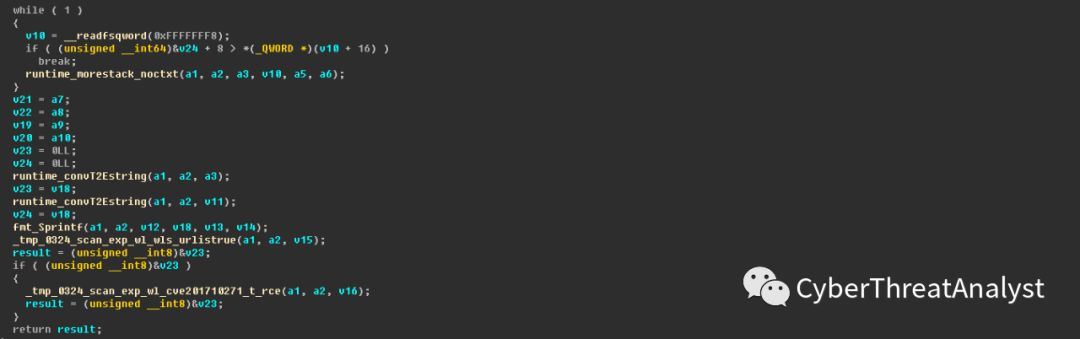 while ( 1 )
{
v10 = __readfsqword(0xFFFFFFF8);
if ( (unsigned __int64)&v24 + 8 > *(_QWORD *)(v10 + 16) )
break;
runtime_morestack_noctxt(a1, a2, a3, v10, a5, a6);
}
v21 = a7;
v22 = a8;
v19 = a9;
v20 = a10;
v23 = 0LL;
v24 = 0LL;
runtime_convT2Estring(a1, a2, a3);
v23 = v18;
runtime_convT2Estring(a1, a2, v11);
v24 = v18;
fmt_Sprintf(a1, a2, v12, v18, v13, v14);
_tmp_0324_scan_exp_wl_wls_urlistrue(a1, a2, v15);
result = (unsigned __int8)&v23;
if ( (unsigned __int8)&v23 )
{
_tmp_0324_scan_exp_wl_cve201710271_t_rce(a1, a2, v16);
result = (unsigned __int8)&v23;
}
return result;
CyberThreatAnalyst